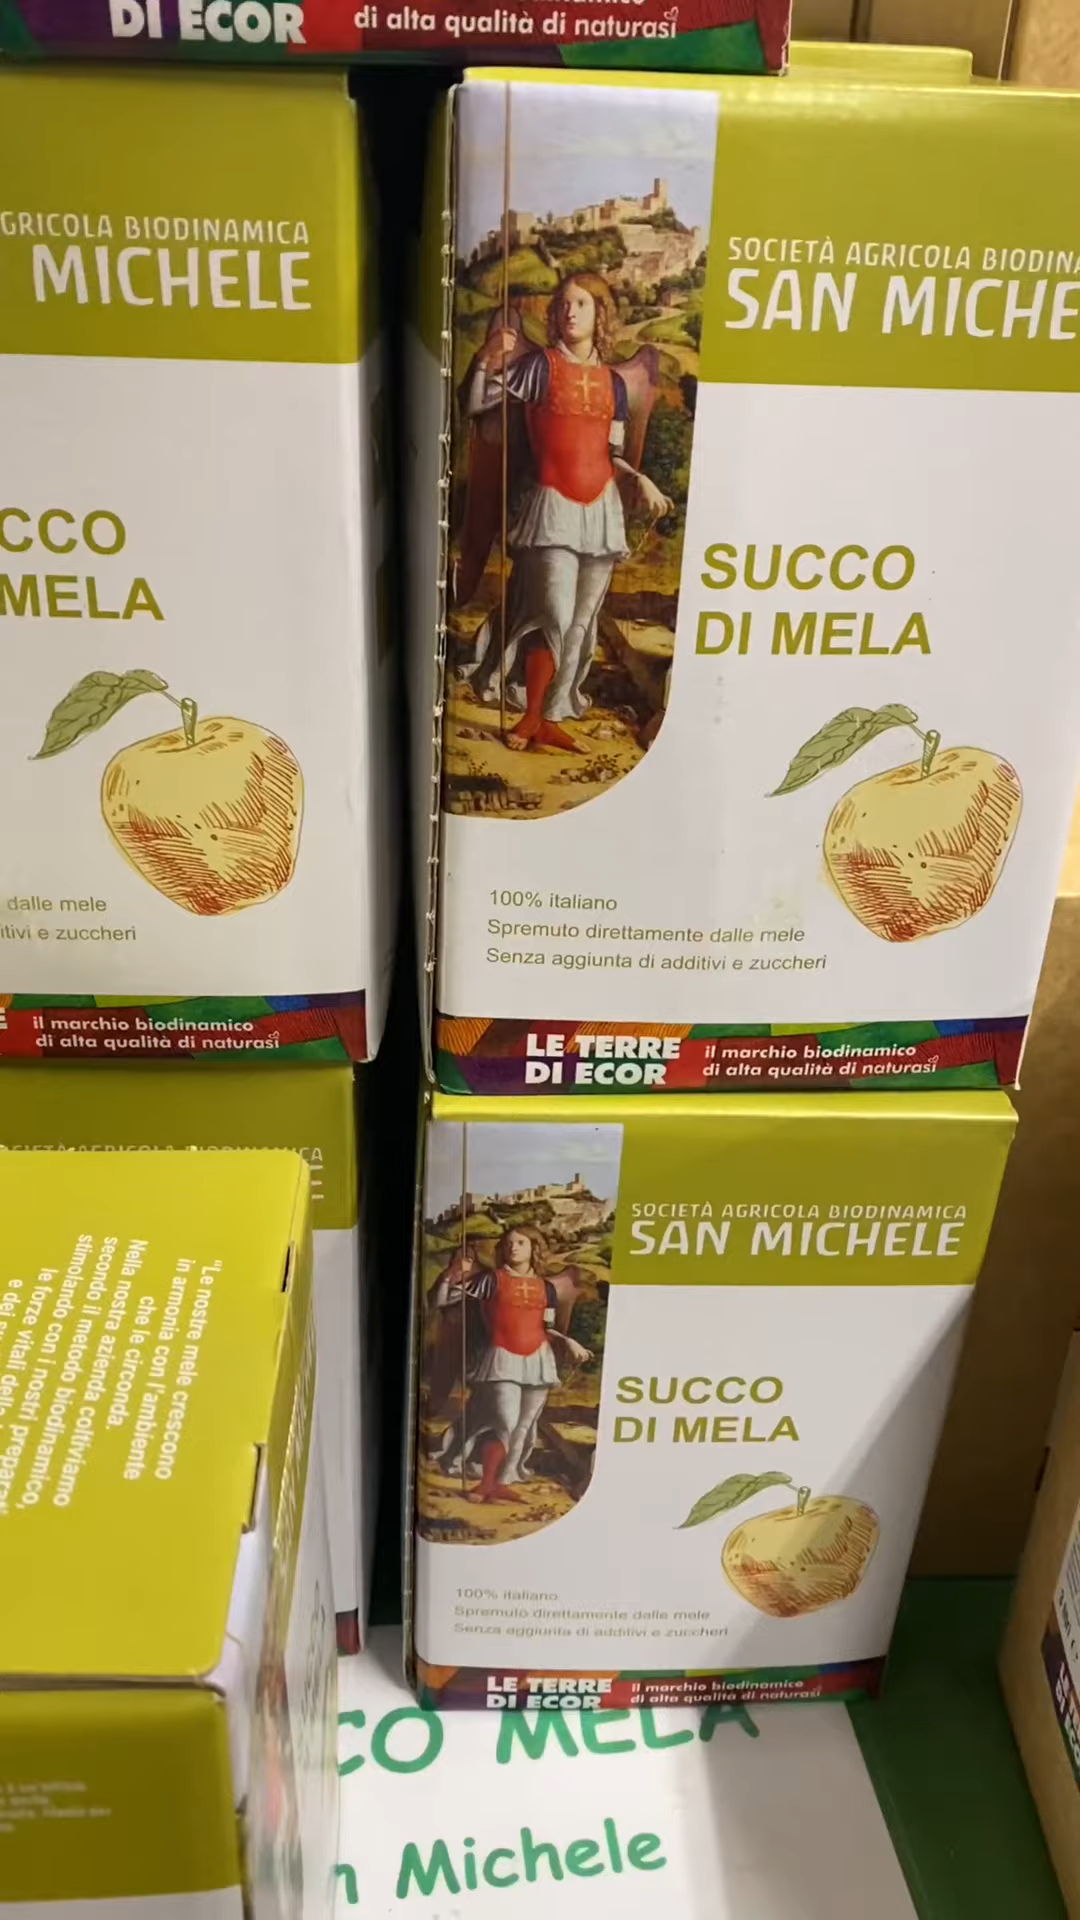 DI ECOR
di alta qualità di naturasì
GRICOLA BIODINAMICA
MICHELE
CCO
MELA
dalle mele
itivi e zuccheri
il marchio biodinamico
di alta qualità di naturasì
SOCIETÀ AGRICOLA BIODINA
SAN MICHE
SUCCO
DI MELA
100% italiano
Spremuto direttamente dalle mele
Senza aggiunta di additivi e zuccheri
LE TERRE
DI ECOR
il marchio biodinamico
di alta qualità di naturasì
"Le nostre mele crescono
in armonia con l'ambiente
che le circonda.
Nella nostra azienda coltiviamo
secondo il metodo biodinamico,
stimolando con i nostri
le forze vitali
e dei
SOCIETÀ AGRICOLA BIODINAMICA
SAN MICHELE
SUCCO
DI MELA
100% italiano
Spremuto direttamente dalle mele
Senza aggiunta di additivi e zuccheri
LE TERRE
DI ECOR
il marchio biodinamico
di alta qualità di naturasì
CO MELA
n Michele